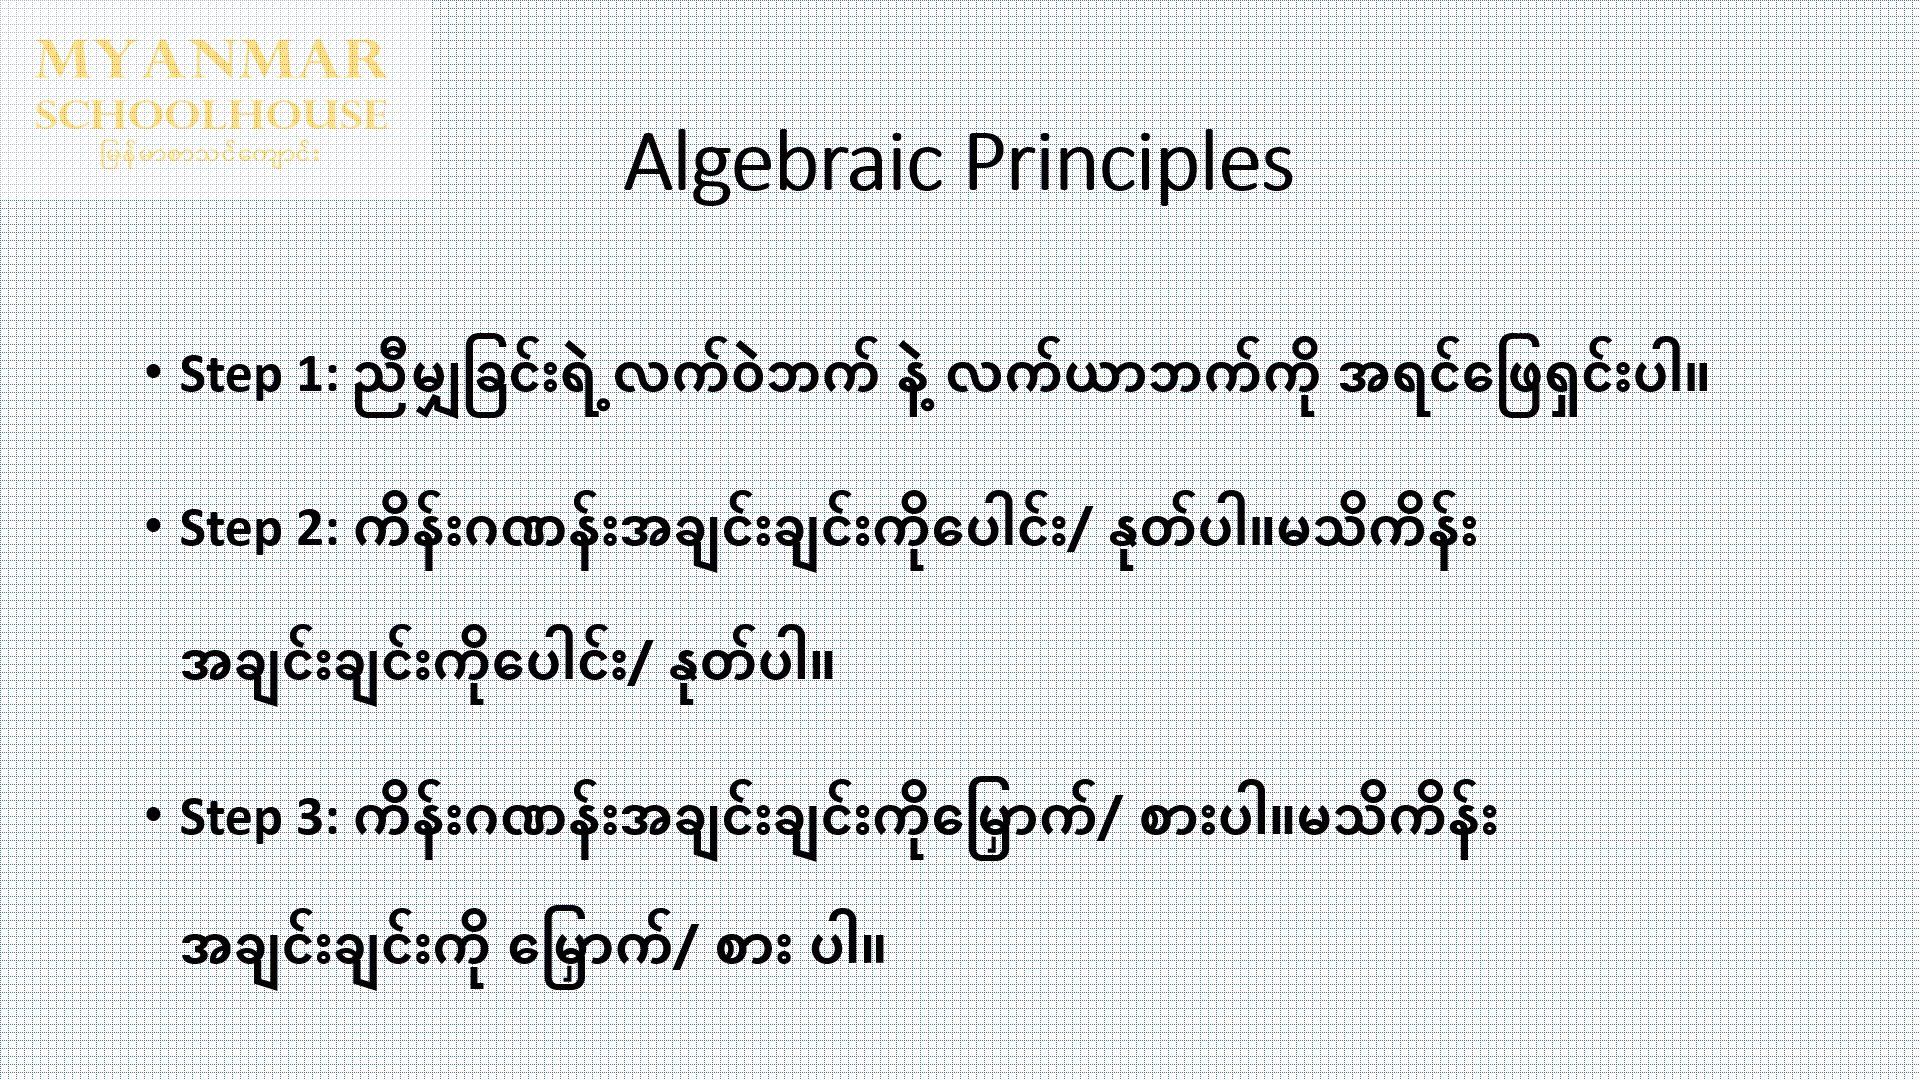 MYANMAR
SCHOOLHOUSE
မြန်မာစာသင်ကျောင်း
Algebraic Principles
• Step 1: ညီမျှခြင်းရဲ့လက်ဝဲဘက် နဲ့ လက်ယာဘက်ကို အရင်ဖြေရှင်းပါ။
• Step 2: ကိန်းဂဏန်းအချင်းချင်းကိုပေါင်း/ နုတ်ပါ။မသိကိန်း
အချင်းချင်းကိုပေါင်း/ နုတ်ပါ။
• Step 3: ကိန်းဂဏန်းအချင်းချင်းကိုမြှောက်/ စားပါ။မသိကိန်း
အချင်းချင်းကို မြှောက်/ စား ပါ။